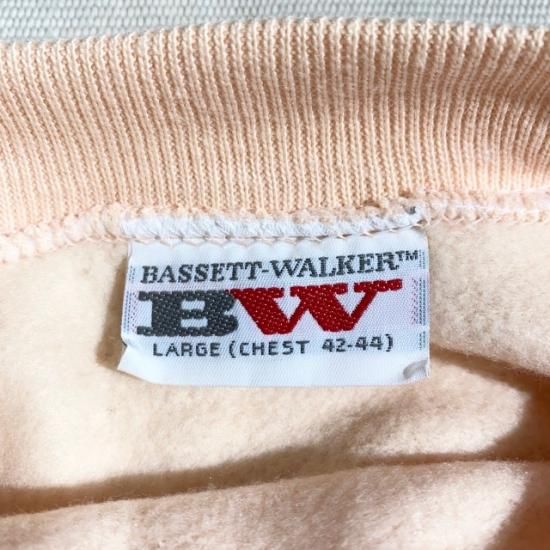 BASSETT-WALKER™
BW
LARGE (CHEST 42-44)